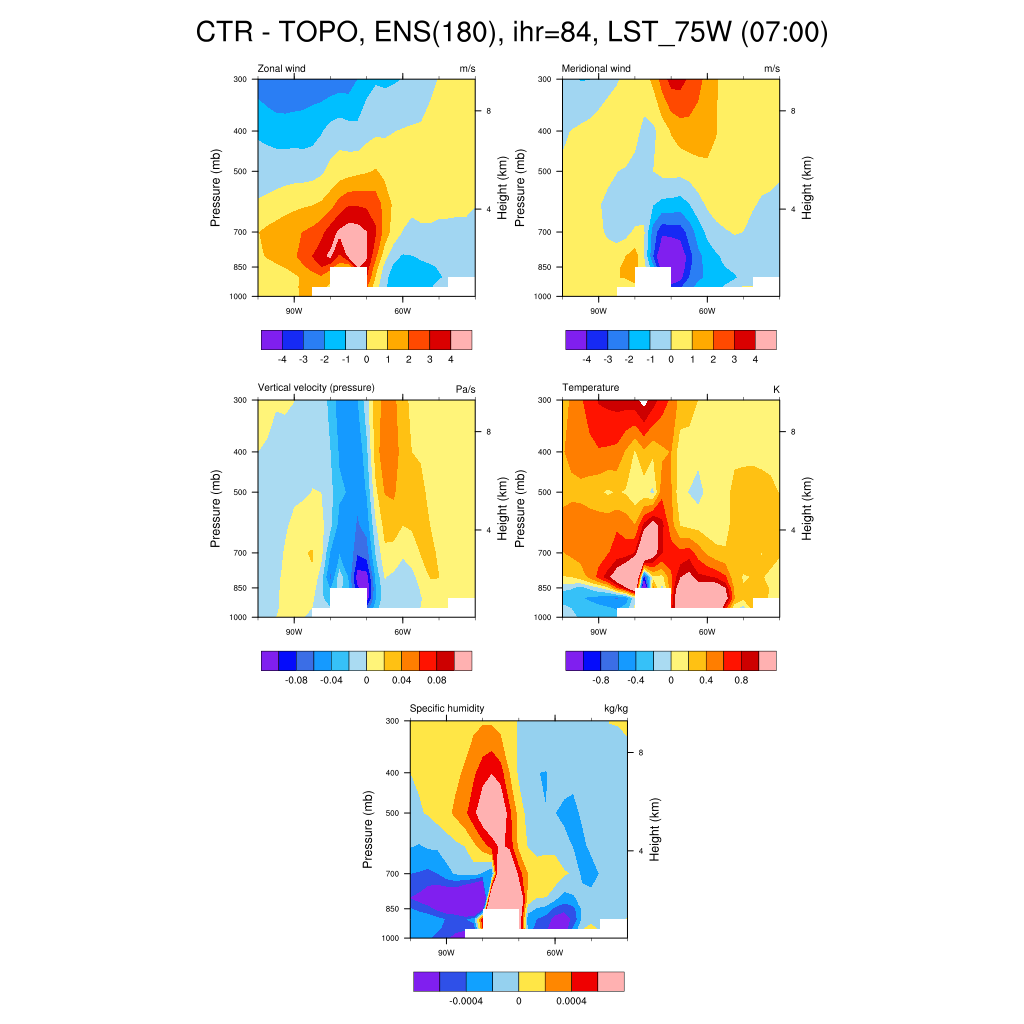 CTR - TOPO, ENS(180), ihr=84, LST_75W (07:00)
Zonal wind m/s
Pressure (mb)
300
400
500
700
850
1000
8
4
Height (km)
90W 60W
-4 -3 -2 -1 0 1 2 3 4
Meridional wind m/s
Pressure (mb)
300
400
500
700
850
1000
8
4
Height (km)
90W 60W
-4 -3 -2 -1 0 1 2 3 4
Vertical velocity (pressure) Pa/s
Pressure (mb)
300
400
500
700
850
1000
8
4
Height (km)
90W 60W
-0.08 -0.04 0 0.04 0.08
Temperature K
Pressure (mb)
300
400
500
700
850
1000
8
4
Height (km)
90W 60W
-0.8 -0.4 0 0.4 0.8
Specific humidity kg/kg
Pressure (mb)
300
400
500
700
850
1000
8
4
Height (km)
90W 60W
-0.0004 0 0.0004